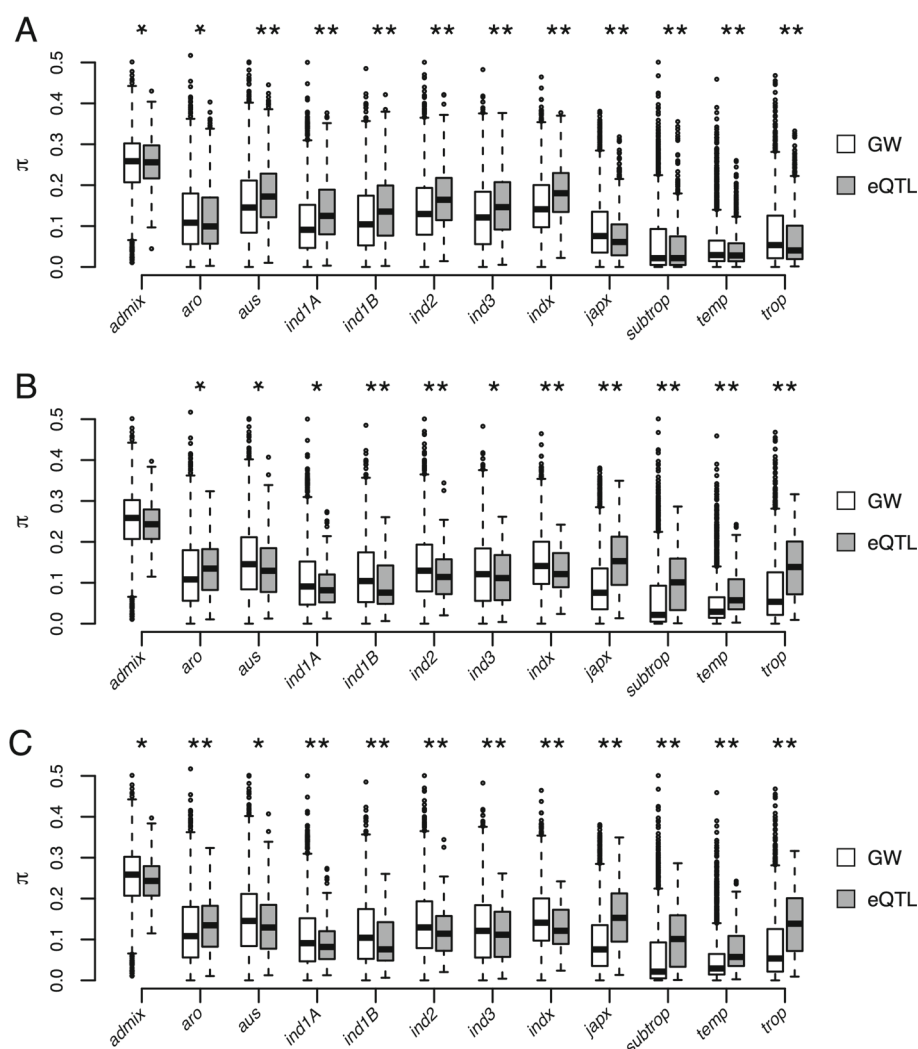 A
* * ** ** ** ** ** ** ** ** ** **
0.5
0.4
0.3
0.2
0.1
0.0
π
GW
eQTL
admix aro aus ind1A ind1B ind2 ind3 indx japx subtrop temp trop
B
* * * ** ** * ** ** ** ** **
0.5
0.4
0.3
0.2
0.1
0.0
π
GW
eQTL
admix aro aus ind1A ind1B ind2 ind3 indx japx subtrop temp trop
C
* ** * ** ** ** ** ** ** ** ** **
0.5
0.4
0.3
0.2
0.1
0.0
π
GW
eQTL
admix aro aus ind1A ind1B ind2 ind3 indx japx subtrop temp trop